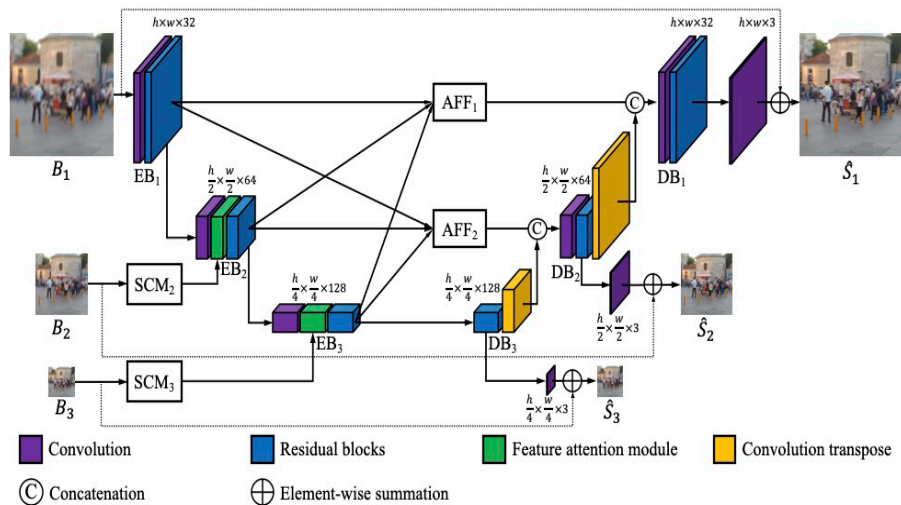 h×w×32
h×w×32
h×w×3
AFF₁
C
B₁
EB₁
DB₁
Ŝ₁
h/2 × w/2 ×64
h/2 × w/2 ×64
AFF₂
C
EB₂
DB₂
SCM₂
h/4 × w/4 ×128
h/4 × w/4 ×128
B₂
EB₃
DB₃
h/2 × w/2 ×3
Ŝ₂
SCM₃
B₃
h/4 × w/4 ×3
Ŝ₃
Convolution
Residual blocks
Feature attention module
Convolution transpose
C Concatenation
Element-wise summation